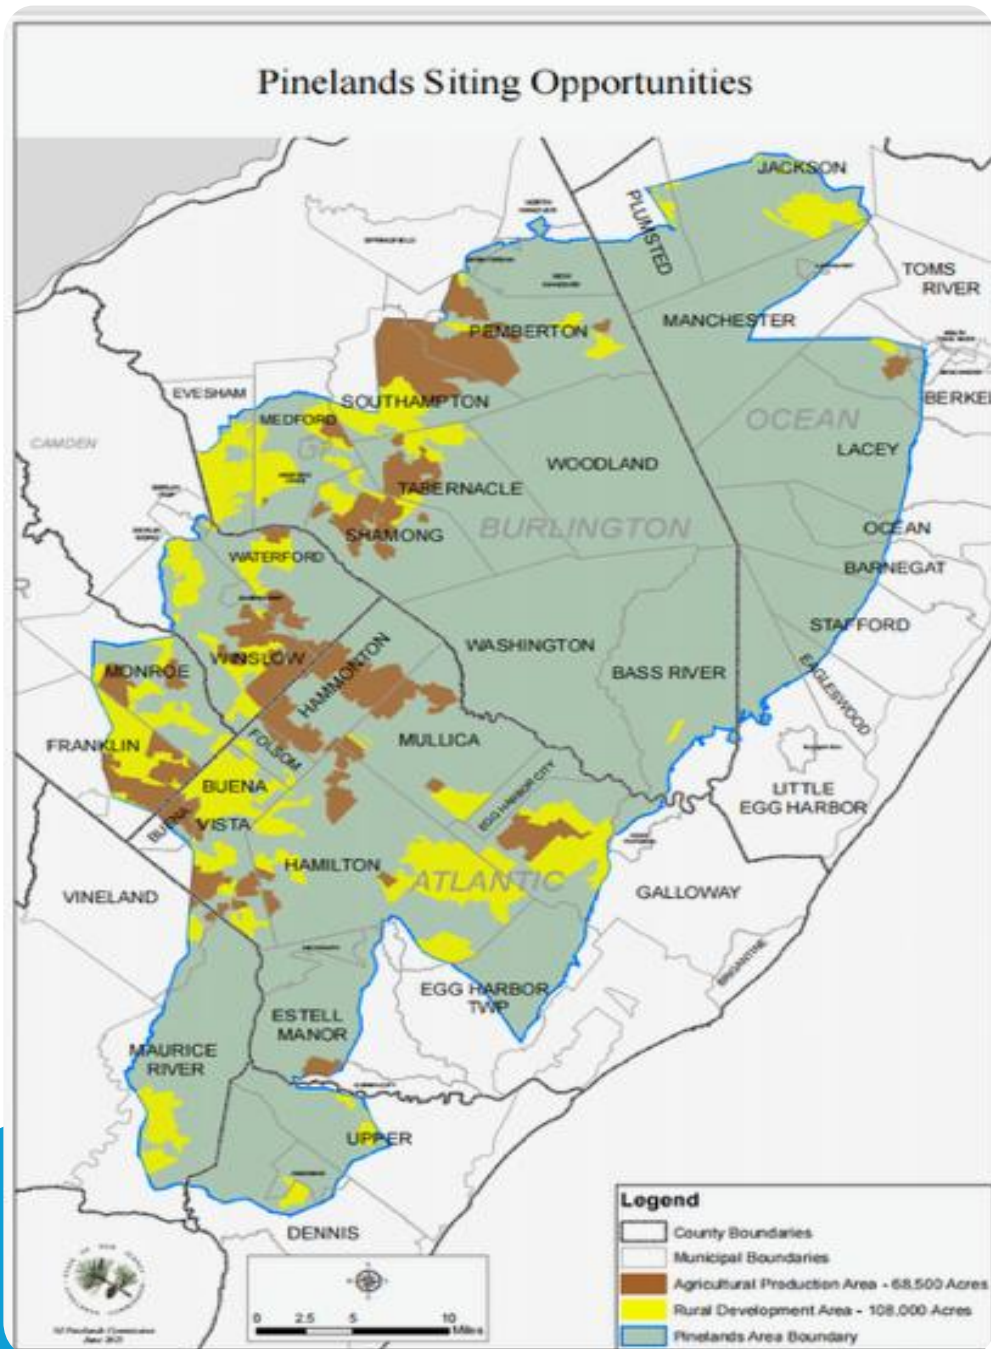 Pinelands Siting Opportunities
JACKSON
PLUMSTED
TOMS
RIVER
MANCHESTER
PEMBERTON
EVESHAM
SOUTHAMPTON
MEDFORD
BERKEL
OCEAN
LACEY
CAMDEN
WOODLAND
TABERNACLE
BURLINGTON
SHAMONG
OCEAN
WATERFORD
BARNEGAT
STAFFORD
WASHINGTON
WINSLOW
HAMMONTON
MONROE
BASS RIVER
EAGLESWOOD
FOLSOM
MULLICA
FRANKLIN
BUENA
VISTA
BUENA
EGG HARBOR CITY
LITTLE
EGG HARBOR
HAMILTON
ATLANTIC
VINELAND
GALLOWAY
BRIGANTINE
EGG HARBOR
TWP
ESTELL
MANOR
MAURICE
RIVER
UPPER
DENNIS
Legend
County Boundaries
Municipal Boundaries
Agricultural Production Area - 68,500 Acres
Rural Development Area - 108,000 Acres
Pinelands Area Boundary
0 2.5 5 10
Miles
NJ Pinelands Commission